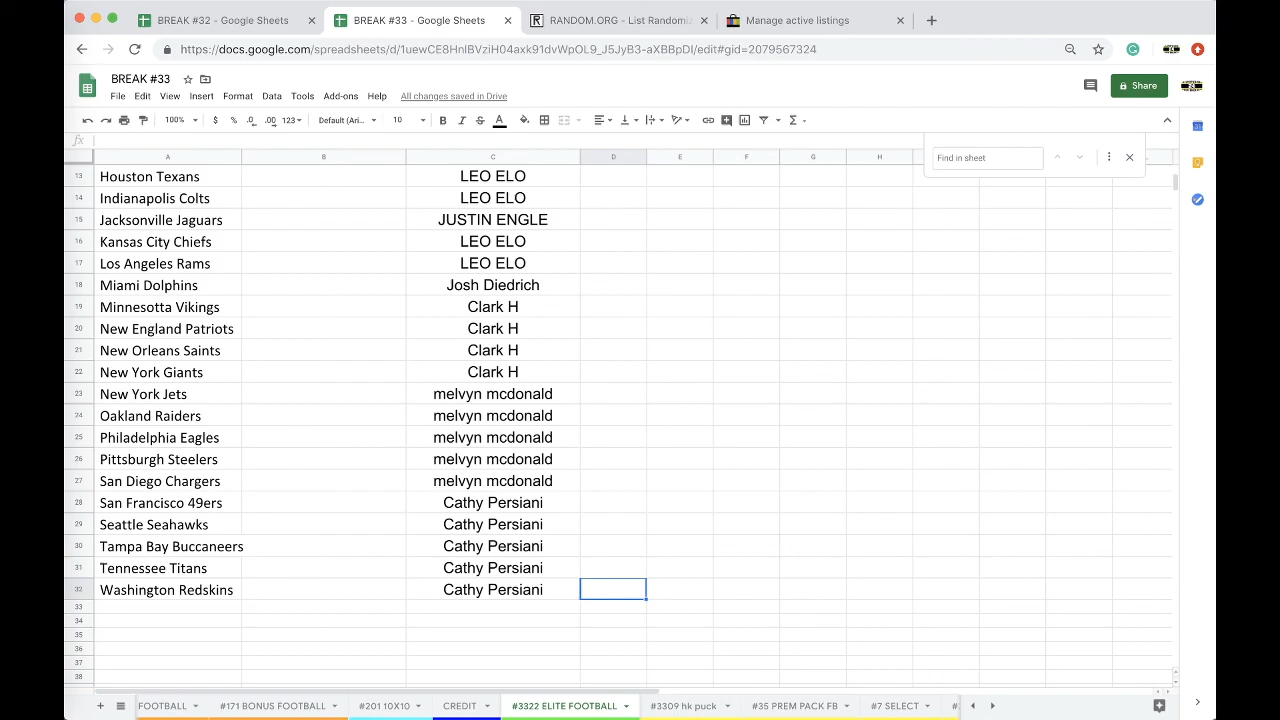 BREAK #32 - Google Sheets
BREAK #33 - Google Sheets
RANDOM.ORG - List Randomiz
Manage active listings
https://docs.google.com/spreadsheets/d/1uewCE8HnlBVziH04axk91dvWpOL9_J5JyB3-aXBBpDI/edit#gid=2079567324
BREAK #33
File Edit View Insert Format Data Tools Add-ons Help All changes saved in Drive
Share
100% $ % .0 .00 123 Default (Ari... 10 B I S A
fx
Find in sheet
A B C D E F G H
13 Houston Texans LEO ELO
14 Indianapolis Colts LEO ELO
15 Jacksonville Jaguars JUSTIN ENGLE
16 Kansas City Chiefs LEO ELO
17 Los Angeles Rams LEO ELO
18 Miami Dolphins Josh Diedrich
19 Minnesotta Vikings Clark H
20 New England Patriots Clark H
21 New Orleans Saints Clark H
22 New York Giants Clark H
23 New York Jets melvyn mcdonald
24 Oakland Raiders melvyn mcdonald
25 Philadelphia Eagles melvyn mcdonald
26 Pittsburgh Steelers melvyn mcdonald
27 San Diego Chargers melvyn mcdonald
28 San Francisco 49ers Cathy Persiani
29 Seattle Seahawks Cathy Persiani
30 Tampa Bay Buccaneers Cathy Persiani
31 Tennessee Titans Cathy Persiani
32 Washington Redskins Cathy Persiani
33
34
35
36
37
38
FOOTBALL #171 BONUS FOOTBALL #201 10X10 CREDIT #3322 ELITE FOOTBALL #3309 hk puck #35 PREM PACK FB #7 SELECT